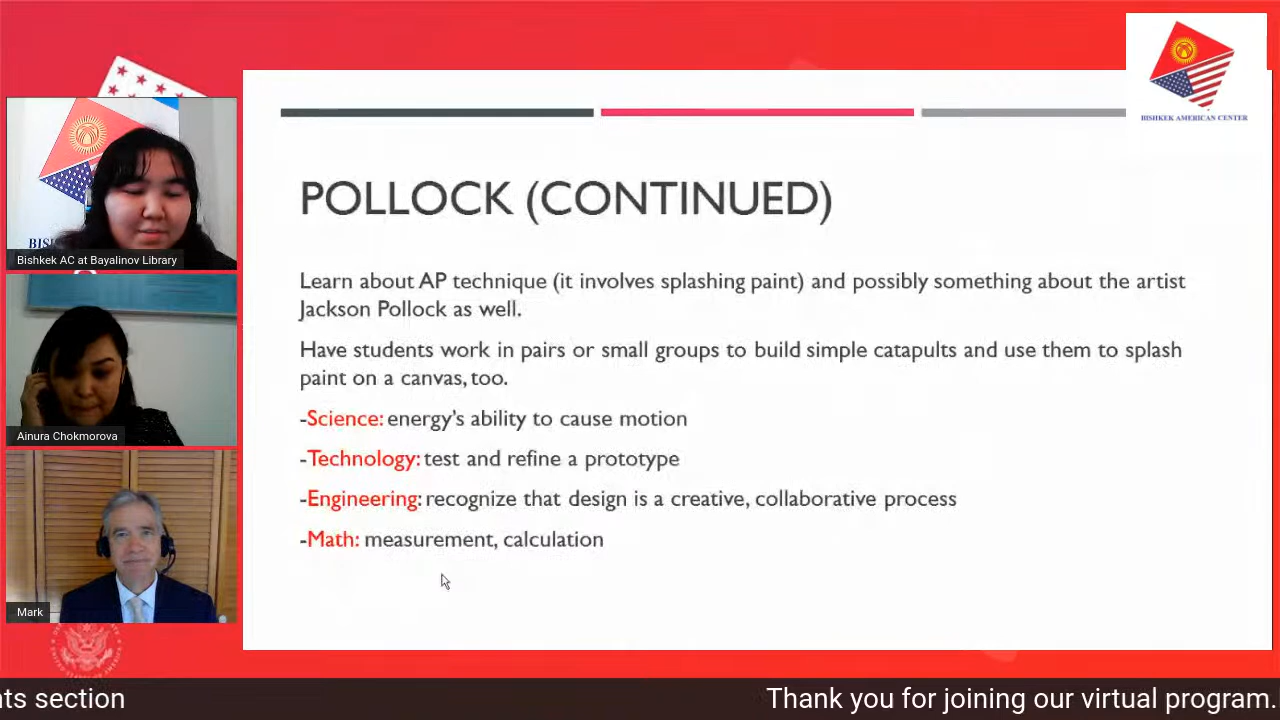 BISHKEK AMERICAN CENTER
Bishkek AC at Bayalinov Library
Ainura Chokmorova
Mark
POLLOCK (CONTINUED)
Learn about AP technique (it involves splashing paint) and possibly something about the artist
Jackson Pollock as well.
Have students work in pairs or small groups to build simple catapults and use them to splash
paint on a canvas, too.
-Science: energy's ability to cause motion
-Technology: test and refine a prototype
-Engineering: recognize that design is a creative, collaborative process
-Math: measurement, calculation
nts section
Thank you for joining our virtual program.